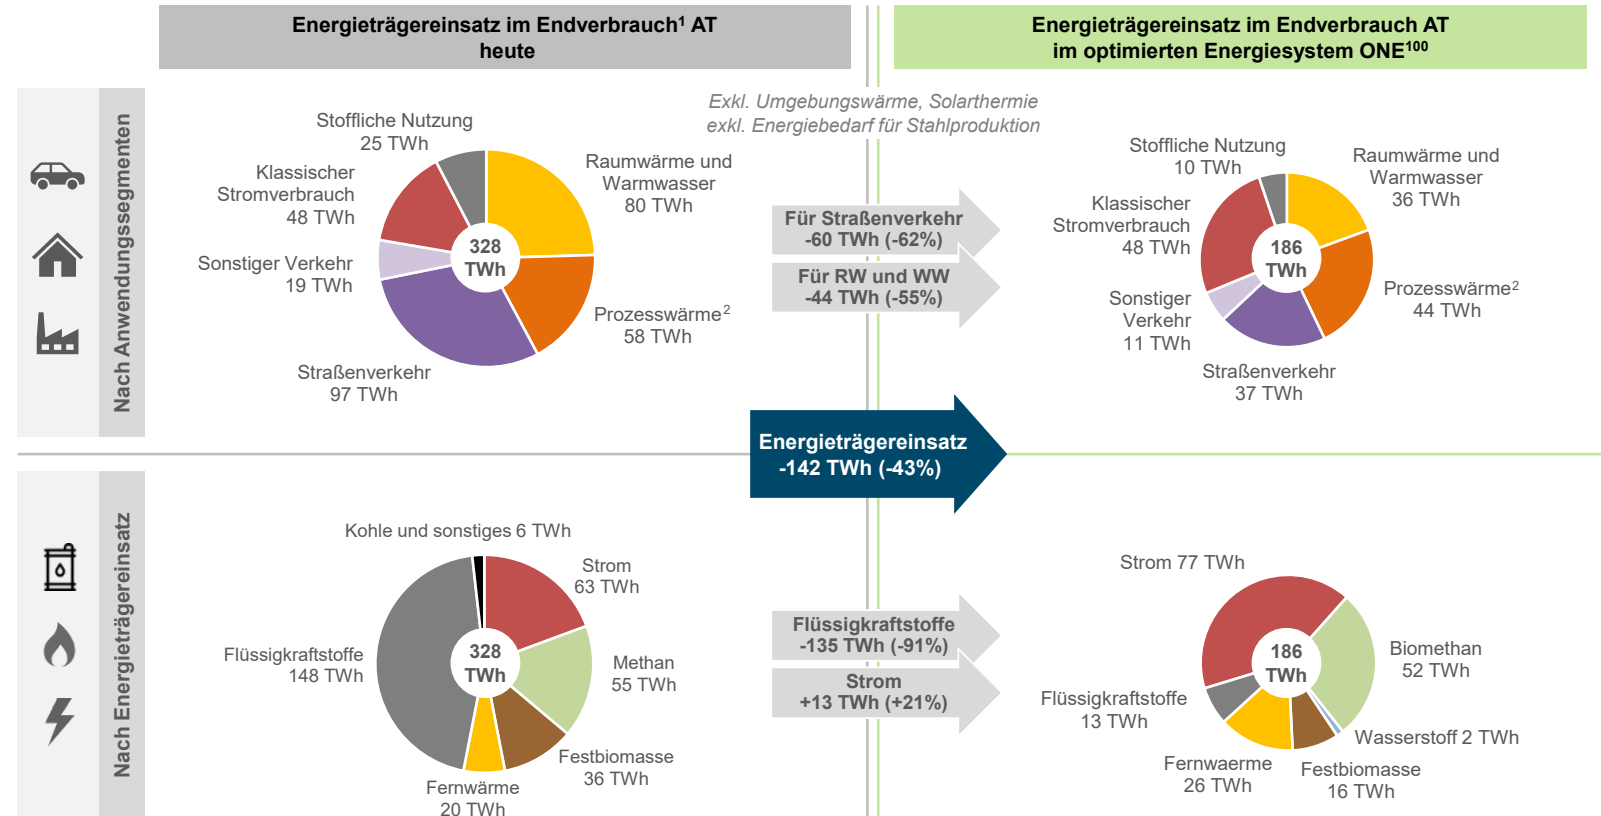 Energieträgereinsatz im Endverbrauch¹ AT
heute
Energieträgereinsatz im Endverbrauch AT
im optimierten Energiesystem ONE¹⁰⁰
Exkl. Umgebungswärme, Solarthermie
exkl. Energiebedarf für Stahlproduktion
Nach Anwendungssegmenten
Stoffliche Nutzung
25 TWh
Klassischer
Stromverbrauch
48 TWh
Sonstiger Verkehr
19 TWh
Straßenverkehr
97 TWh
Raumwärme und
Warmwasser
80 TWh
Prozesswärme²
58 TWh
328
TWh
Für Straßenverkehr
-60 TWh (-62%)
Für RW und WW
-44 TWh (-55%)
Stoffliche Nutzung
10 TWh
Klassischer
Stromverbrauch
48 TWh
Sonstiger
Verkehr
11 TWh
Straßenverkehr
37 TWh
Raumwärme und
Warmwasser
36 TWh
Prozesswärme²
44 TWh
186
TWh
Energieträgereinsatz
-142 TWh (-43%)
Nach Energieträgereinsatz
Kohle und sonstiges 6 TWh
Strom
63 TWh
Flüssigkraftstoffe
148 TWh
328
TWh
Methan
55 TWh
Festbiomasse
36 TWh
Fernwärme
20 TWh
Flüssigkraftstoffe
-135 TWh (-91%)
Strom
+13 TWh (+21%)
Strom 77 TWh
186
TWh
Biomethan
52 TWh
Flüssigkraftstoffe
13 TWh
Wasserstoff 2 TWh
Fernwaerme
26 TWh
Festbiomasse
16 TWh